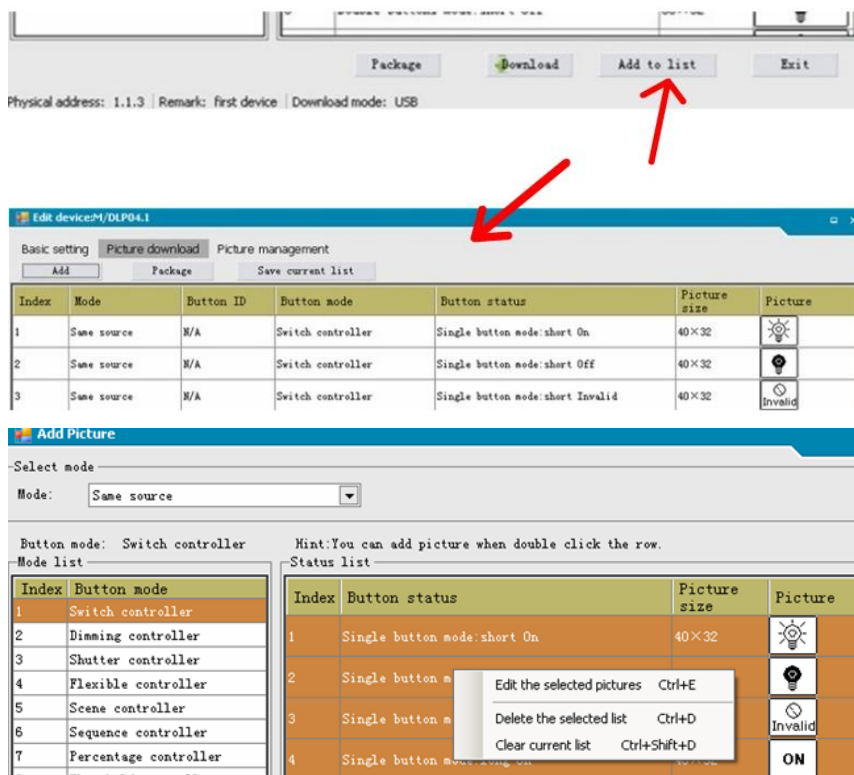 Double buttons mode:short Off
Package Download Add to list Exit
Physical address: 1.1.3 Remark: first device Download mode: USB
Edit device:M/DLP04.1
Basic setting Picture download Picture management
Add Package Save current list
Index Mode Button ID Button mode Button status Picture size Picture
1 Same source N/A Switch controller Single button mode:short On 40×32
2 Same source N/A Switch controller Single button mode:short Off 40×32
3 Same source N/A Switch controller Single button mode:short Invalid 40×32 Invalid
Add Picture
Select mode
Mode: Same source
Button mode: Switch controller Hint:You can add picture when double click the row.
Mode list Status list
Index Button mode Index Button status Picture size Picture
1 Switch controller
2 Dimming controller 1 Single button mode:short On 40×32
3 Shutter controller
4 Flexible controller 2 Single button m Edit the selected pictures Ctrl+E
5 Scene controller 3 Single button m Delete the selected list Ctrl+D Invalid
6 Sequence controller Clear current list Ctrl+Shift+D
7 Percentage controller 4 Single button ON